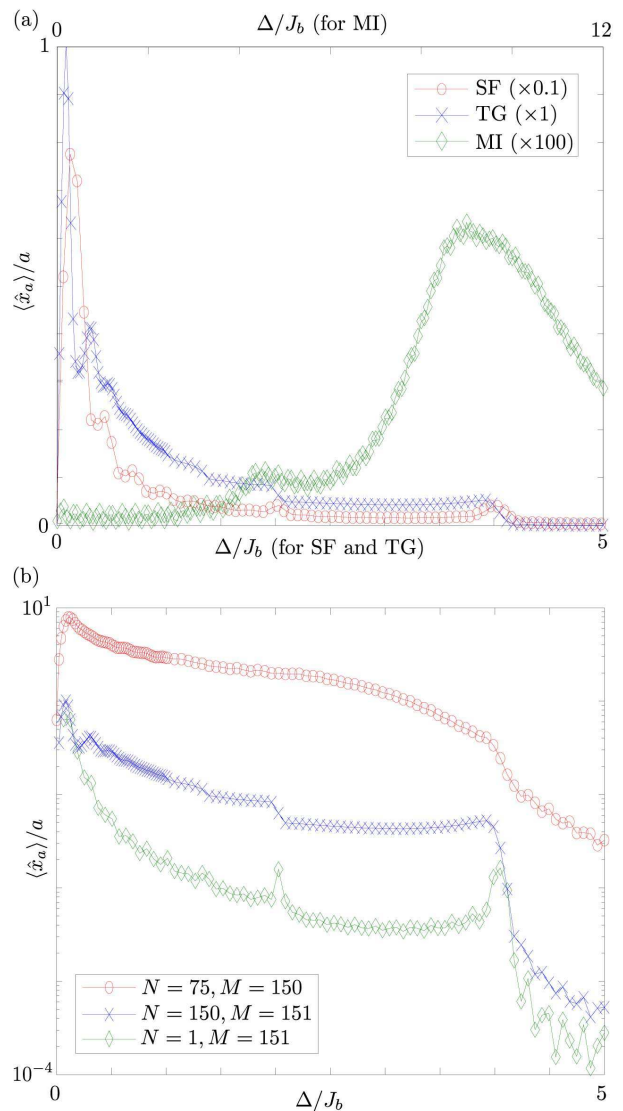 (a)
Δ/J_b (for MI)
0 12
1
SF (×0.1)
TG (×1)
MI (×100)
⟨x̂_a⟩/a
0
0 5
Δ/J_b (for SF and TG)
(b)
10^1
⟨x̂_a⟩/a
N = 75, M = 150
N = 150, M = 151
N = 1, M = 151
10^−4
0 5
Δ/J_b